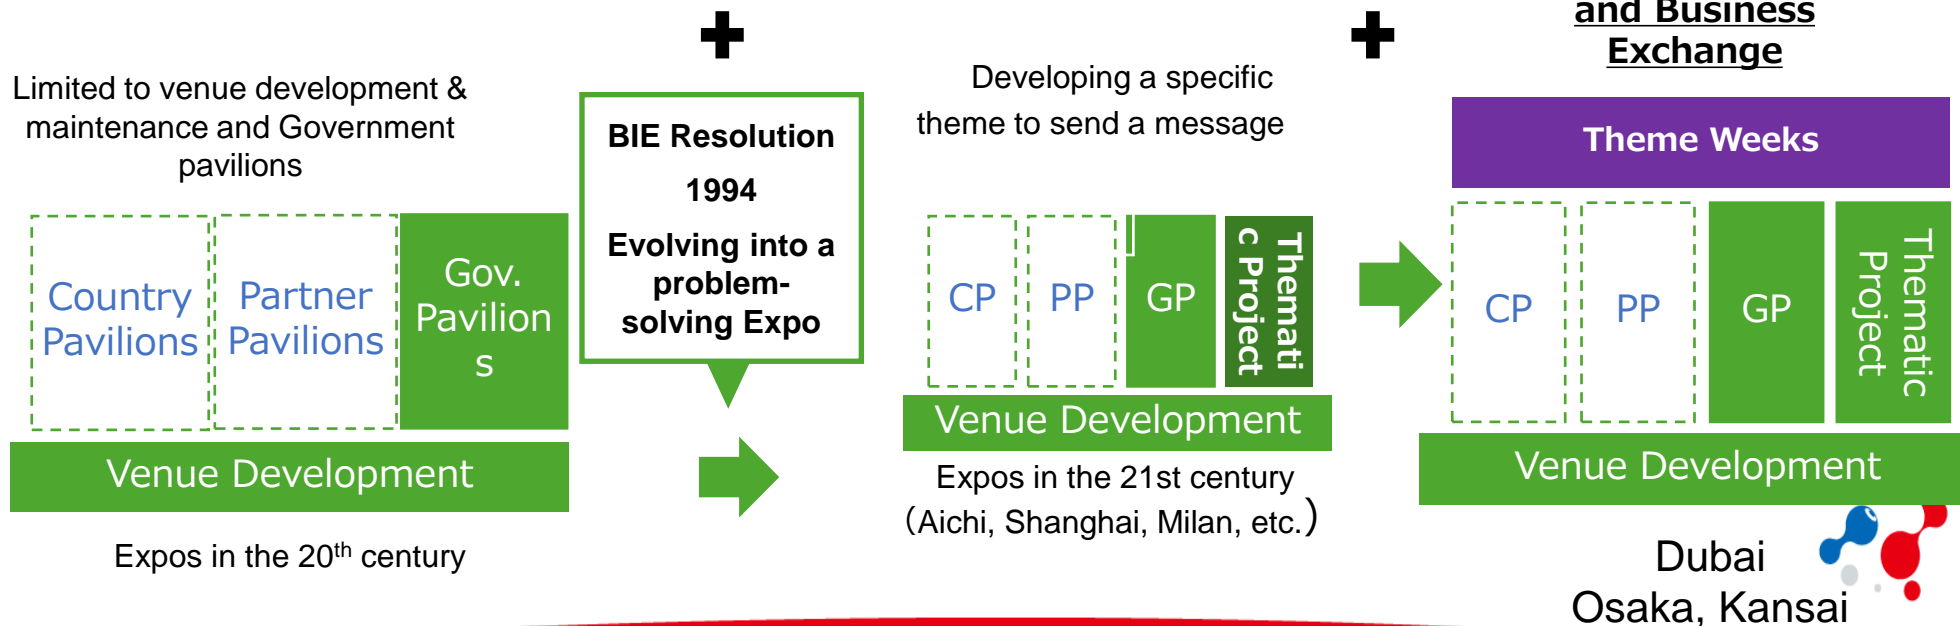 Limited to venue development &
maintenance and Government
pavilions
Country
Pavilions
Partner
Pavilions
Gov.
Pavilion
s
Venue Development
Expos in the 20th century
BIE Resolution
1994
Evolving into a
problem-
solving Expo
Developing a specific
theme to send a message
CP
PP
GP
Themati
c Project
Venue Development
Expos in the 21st century
(Aichi, Shanghai, Milan, etc.)
and Business
Exchange
Theme Weeks
CP
PP
GP
Thematic
Project
Venue Development
Dubai
Osaka, Kansai